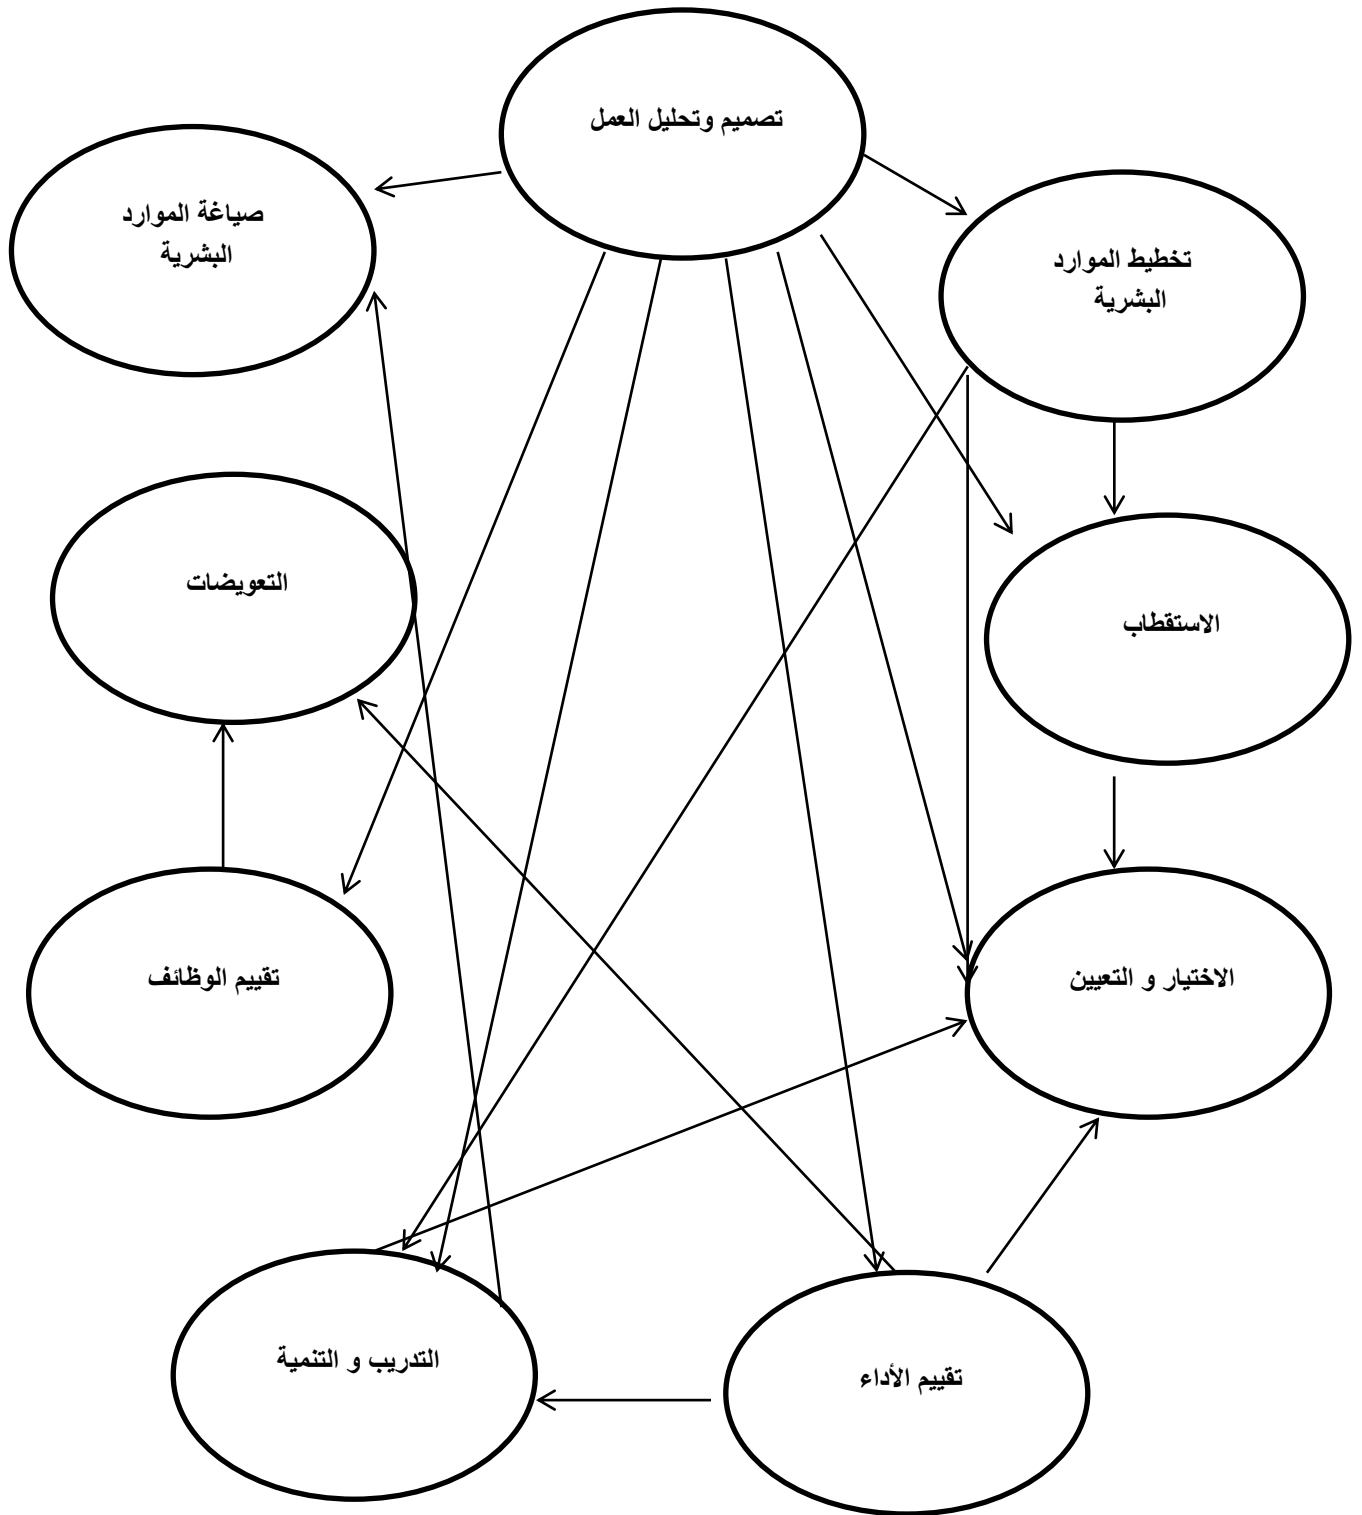 تصميم وتحليل العمل
صياغة الموارد
البشرية
تخطيط الموارد
البشرية
التعويضات
الاستقطاب
تقييم الوظائف
الاختيار و التعيين
التدريب و التنمية
تقييم الأداء